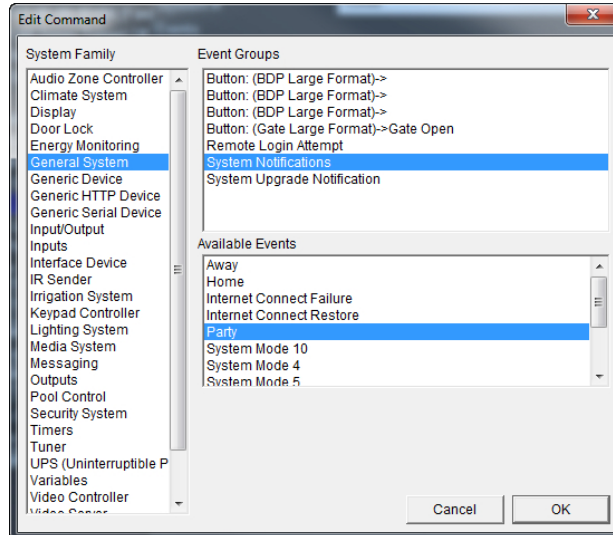 Edit Command
System Family
Audio Zone Controller
Climate System
Display
Door Lock
Energy Monitoring
General System
Generic Device
Generic HTTP Device
Generic Serial Device
Input/Output
Inputs
Interface Device
IR Sender
Irrigation System
Keypad Controller
Lighting System
Media System
Messaging
Outputs
Pool Control
Security System
Timers
Tuner
UPS (Uninterruptible P
Variables
Video Controller
Video Server
Event Groups
Button: (BDP Large Format)->
Button: (BDP Large Format)->
Button: (BDP Large Format)->
Button: (Gate Large Format)->Gate Open
Remote Login Attempt
System Notifications
System Upgrade Notification
Available Events
Away
Home
Internet Connect Failure
Internet Connect Restore
Party
System Mode 10
System Mode 4
System Mode 5
Cancel
OK